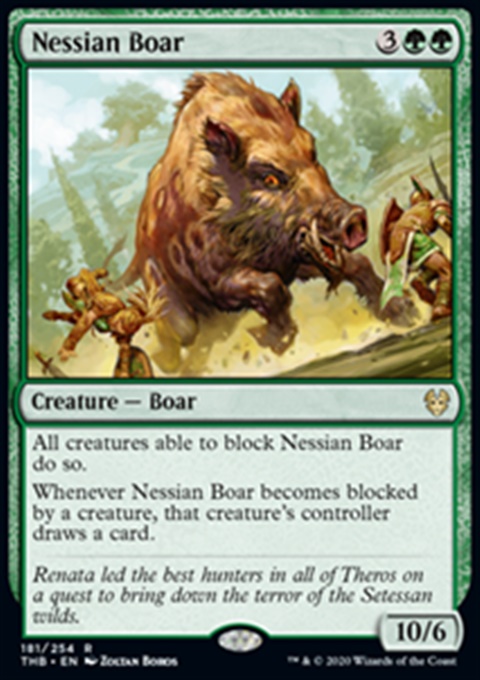 Nessian Boar 3
Creature — Boar
All creatures able to block Nessian Boar
do so.
Whenever Nessian Boar becomes blocked
by a creature, that creature's controller
draws a card.
Renata led the best hunters in all of Theros on
a quest to bring down the terror of the Setessan
wilds.
10/6
181/254 R
THB • EN Zoltan Boros
™ & © 2020 Wizards of the Coast